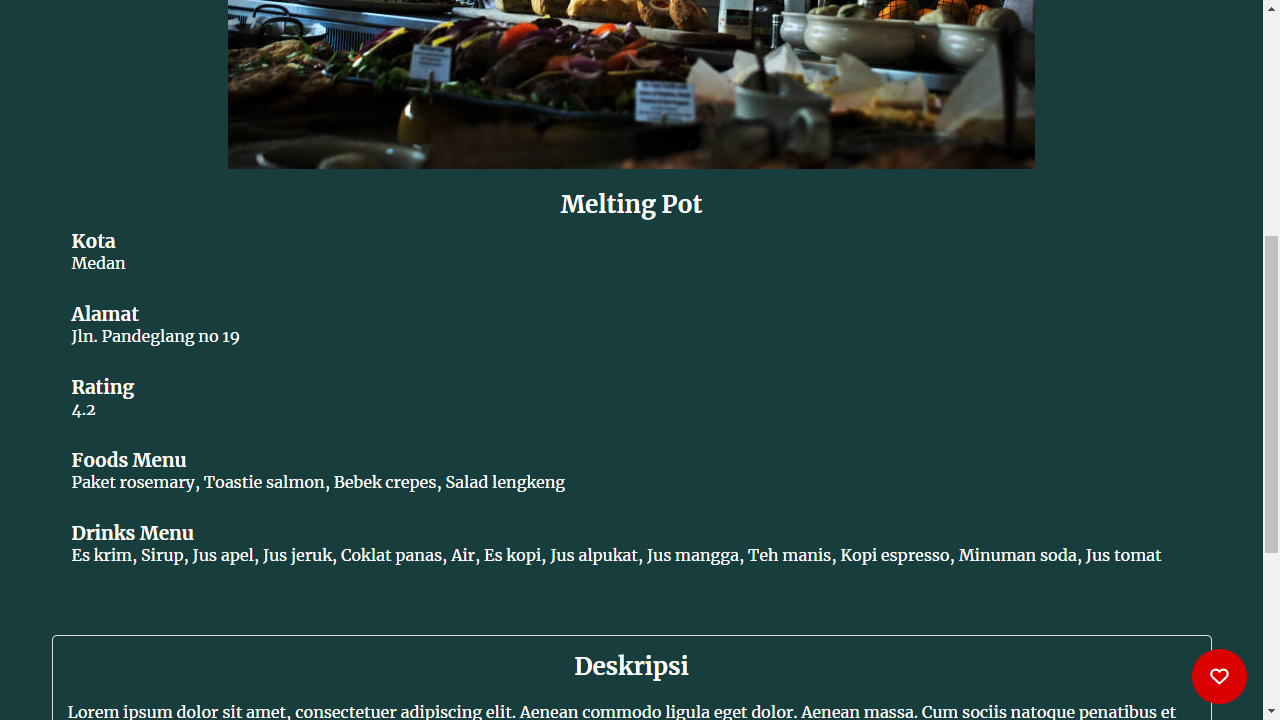 Melting Pot
Kota
Medan
Alamat
Jln. Pandeglang no 19
Rating
4.2
Foods Menu
Paket rosemary, Toastie salmon, Bebek crepes, Salad lengkeng
Drinks Menu
Es krim, Sirup, Jus apel, Jus jeruk, Coklat panas, Air, Es kopi, Jus alpukat, Jus mangga, Teh manis, Kopi espresso, Minuman soda, Jus tomat
Deskripsi
Lorem ipsum dolor sit amet, consectetuer adipiscing elit. Aenean commodo ligula eget dolor. Aenean massa. Cum sociis natoque penatibus et